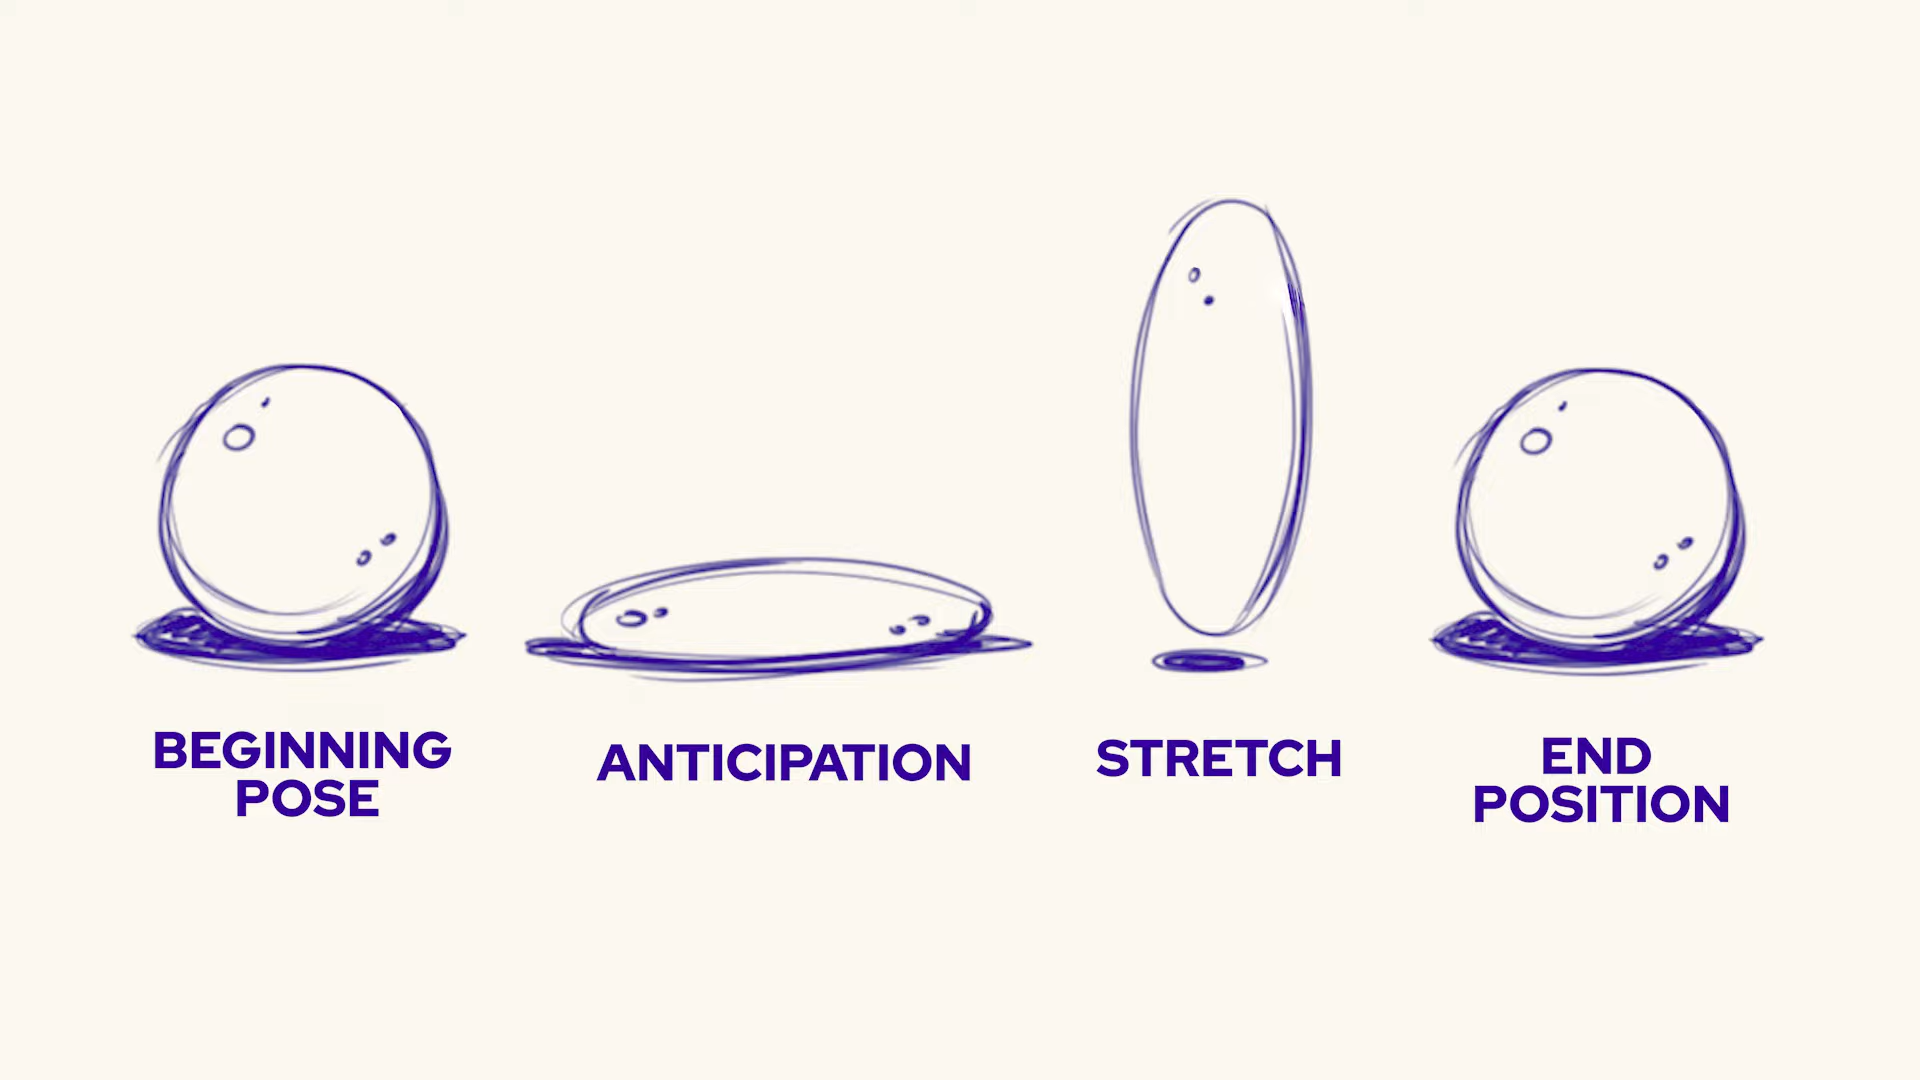 BEGINNING
POSE
ANTICIPATION
STRETCH
END
POSITION